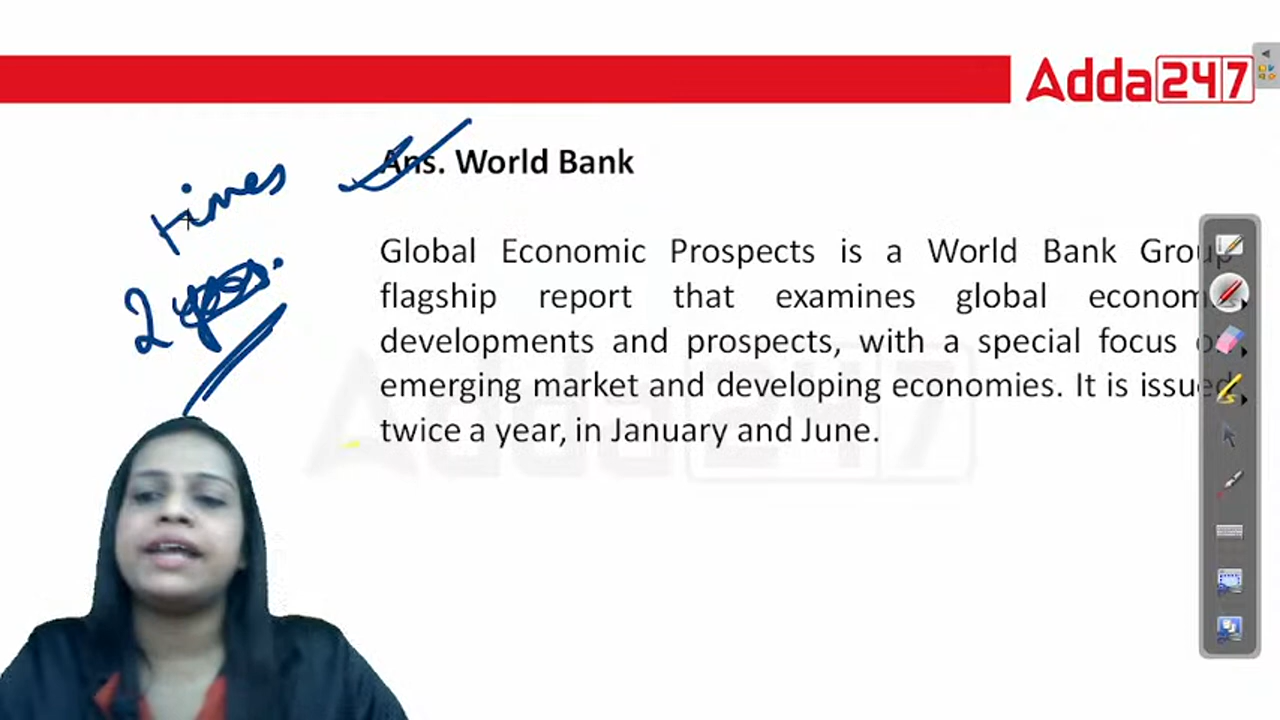 Adda247
Ans. World Bank
times
2
Global Economic Prospects is a World Bank Group
flagship report that examines global economic
developments and prospects, with a special focus on
emerging market and developing economies. It is issued
twice a year, in January and June.
Adda247